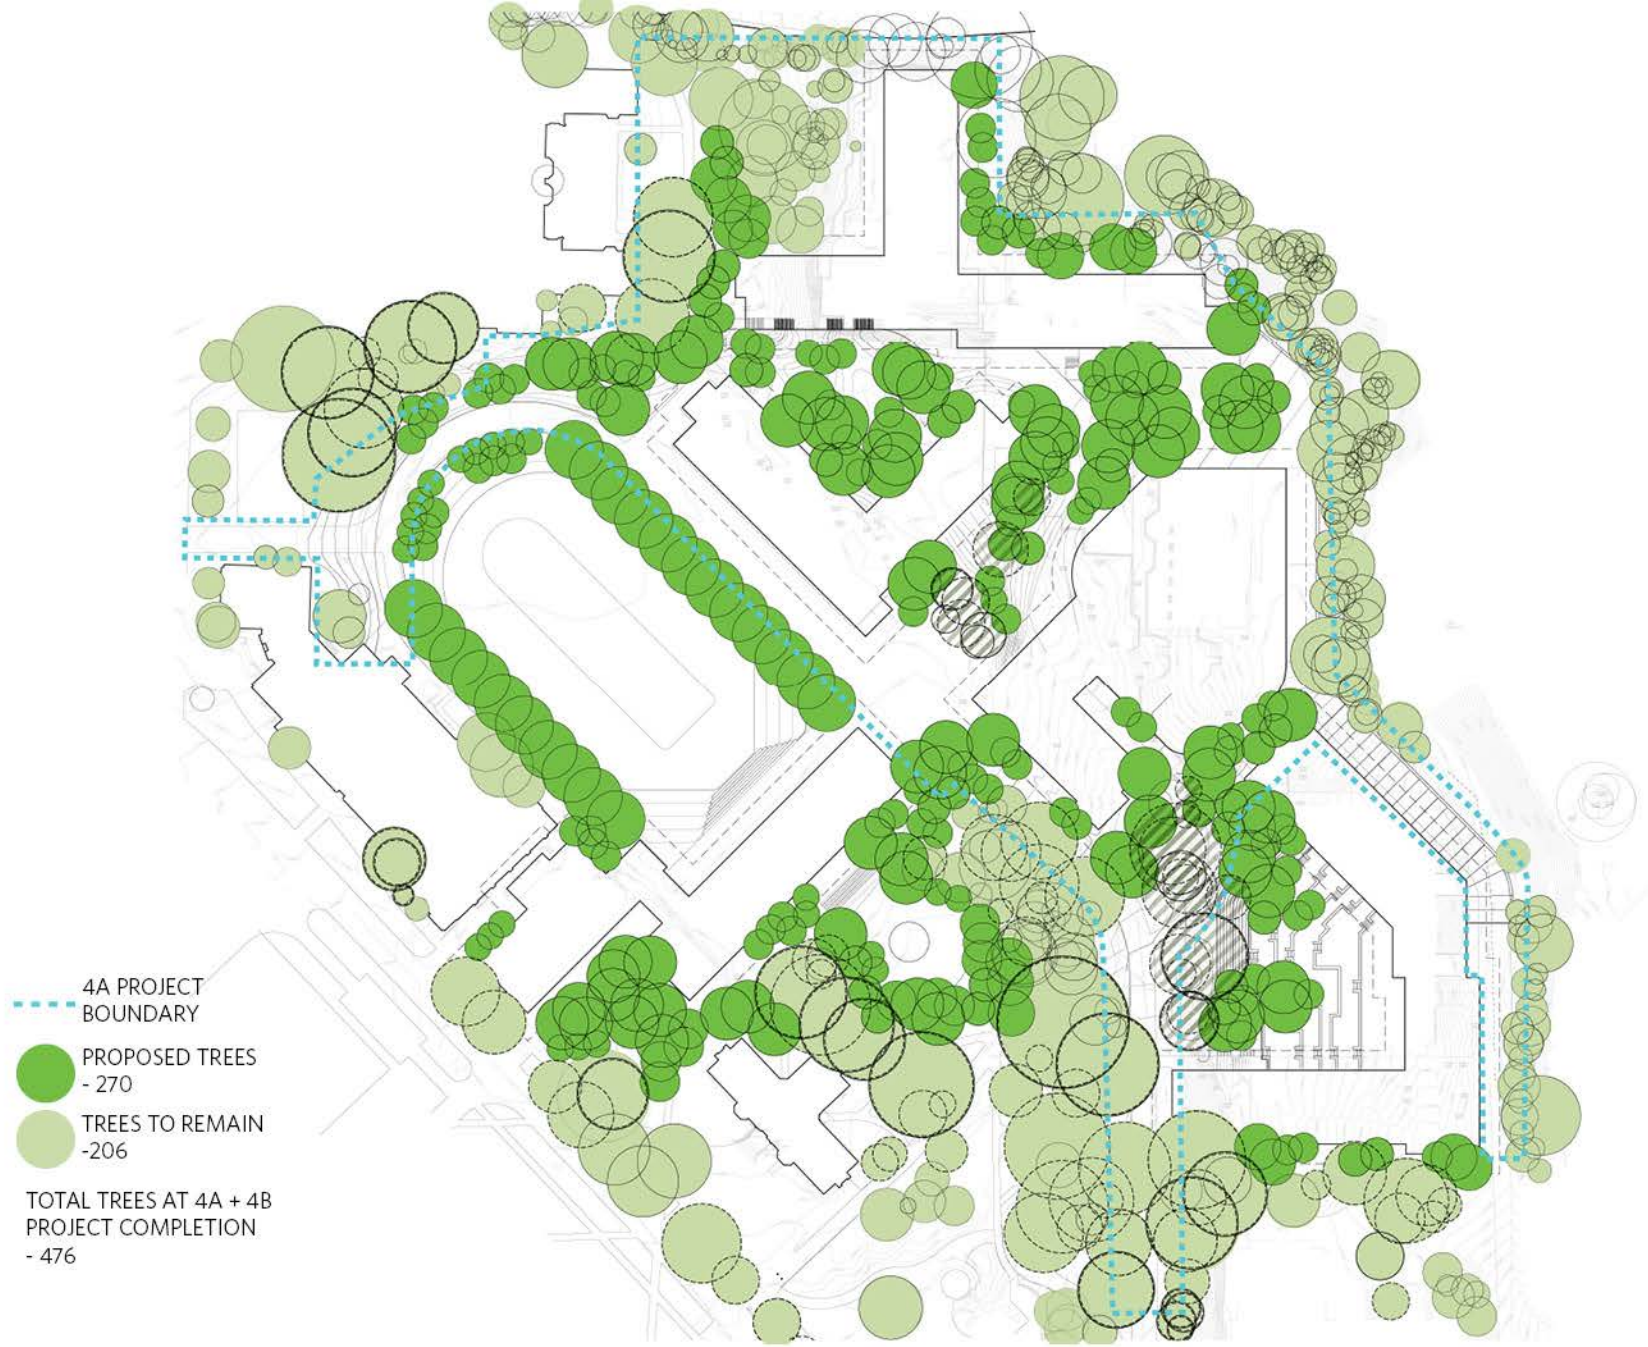 4A PROJECT
BOUNDARY
PROPOSED TREES
- 270
TREES TO REMAIN
-206
TOTAL TREES AT 4A + 4B
PROJECT COMPLETION
- 476